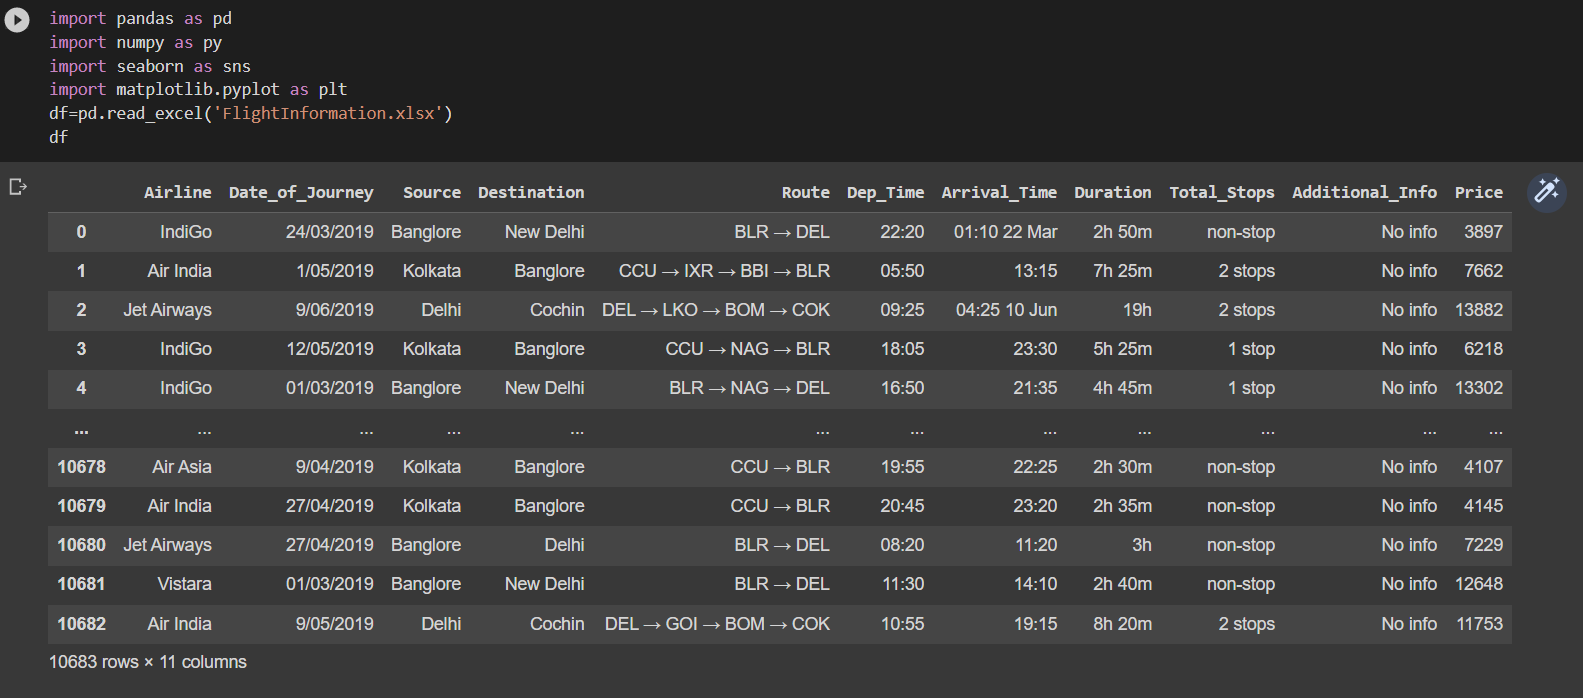 import pandas as pd
import numpy as py
import seaborn as sns
import matplotlib.pyplot as plt
df=pd.read_excel('FlightInformation.xlsx')
df
Airline Date_of_Journey Source Destination Route Dep_Time Arrival_Time Duration Total_Stops Additional_Info Price
0 IndiGo 24/03/2019 Banglore New Delhi BLR → DEL 22:20 01:10 22 Mar 2h 50m non-stop No info 3897
1 Air India 1/05/2019 Kolkata Banglore CCU → IXR → BBI → BLR 05:50 13:15 7h 25m 2 stops No info 7662
2 Jet Airways 9/06/2019 Delhi Cochin DEL → LKO → BOM → COK 09:25 04:25 10 Jun 19h 2 stops No info 13882
3 IndiGo 12/05/2019 Kolkata Banglore CCU → NAG → BLR 18:05 23:30 5h 25m 1 stop No info 6218
4 IndiGo 01/03/2019 Banglore New Delhi BLR → NAG → DEL 16:50 21:35 4h 45m 1 stop No info 13302
... ... ... ... ... ... ... ... ... ... ... ...
10678 Air Asia 9/04/2019 Kolkata Banglore CCU → BLR 19:55 22:25 2h 30m non-stop No info 4107
10679 Air India 27/04/2019 Kolkata Banglore CCU → BLR 20:45 23:20 2h 35m non-stop No info 4145
10680 Jet Airways 27/04/2019 Banglore Delhi BLR → DEL 08:20 11:20 3h non-stop No info 7229
10681 Vistara 01/03/2019 Banglore New Delhi BLR → DEL 11:30 14:10 2h 40m non-stop No info 12648
10682 Air India 9/05/2019 Delhi Cochin DEL → GOI → BOM → COK 10:55 19:15 8h 20m 2 stops No info 11753
10683 rows × 11 columns